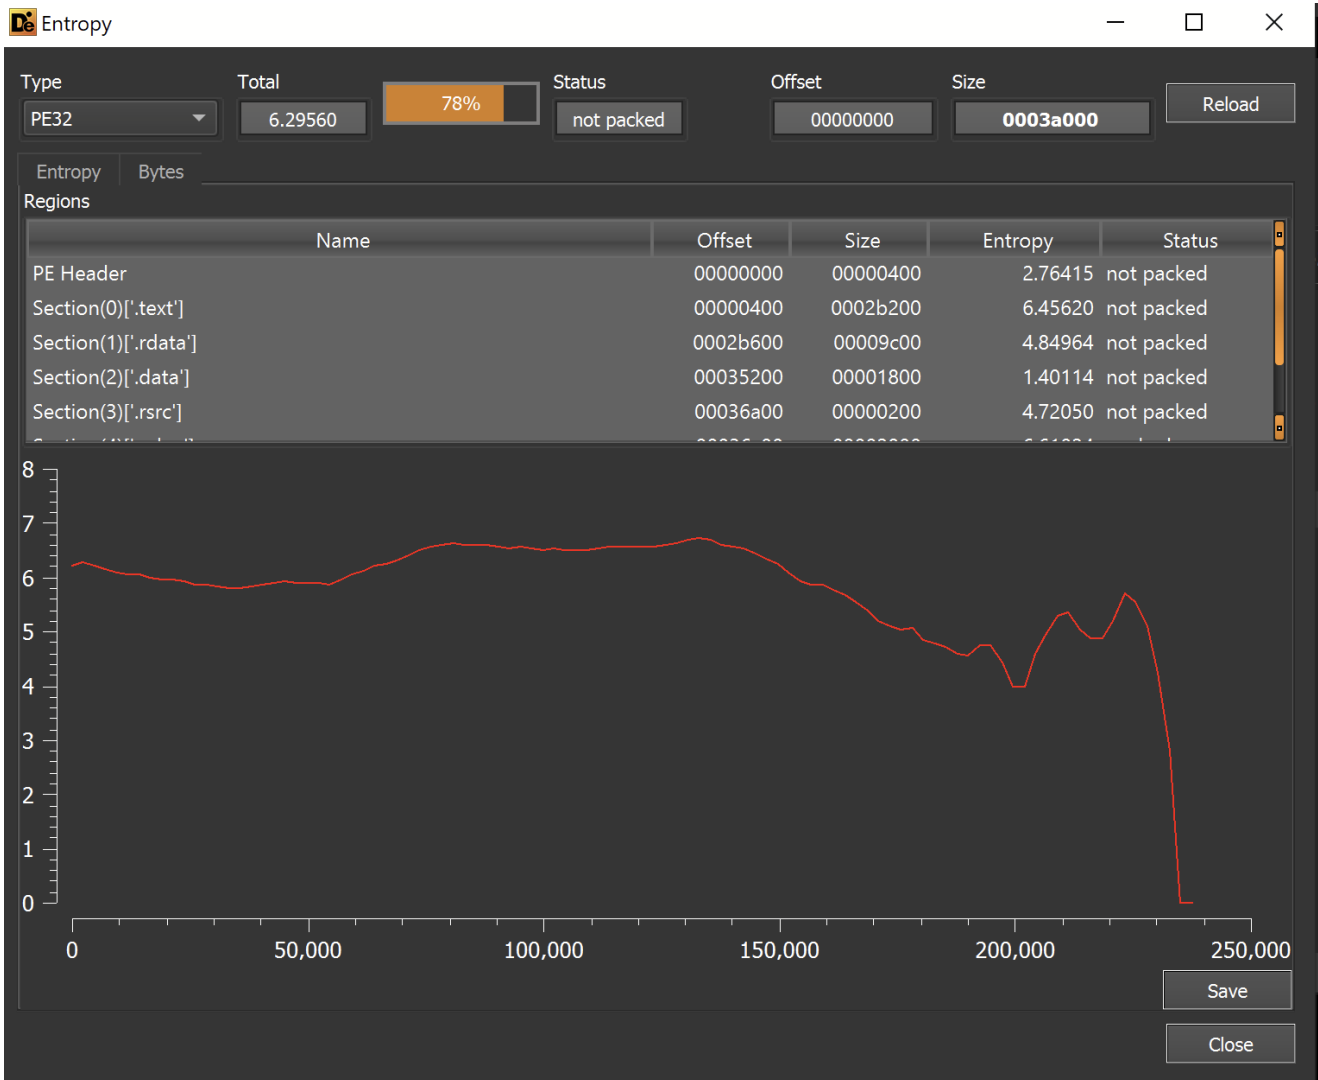 De Entropy
Type Total Status Offset Size
PE32 6.29560 78% not packed 00000000 0003a000 Reload
Entropy Bytes
Regions
Name Offset Size Entropy Status
PE Header 00000000 00000400 2.76415 not packed
Section(0)['.text'] 00000400 0002b200 6.45620 not packed
Section(1)['.rdata'] 0002b600 00009c00 4.84964 not packed
Section(2)['.data'] 00035200 00001800 1.40114 not packed
Section(3)['.rsrc'] 00036a00 00000200 4.72050 not packed
8
7
6
5
4
3
2
1
0
0 50,000 100,000 150,000 200,000 250,000
Save
Close